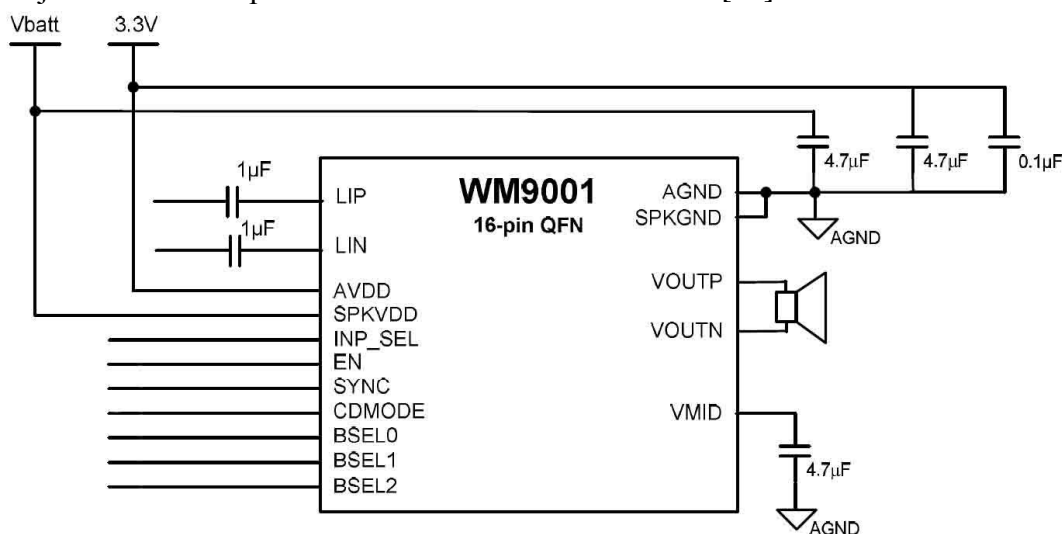 Vbatt 3.3V
4.7µF 4.7µF 0.1µF
1µF
1µF
WM9001
16-pin QFN
LIP
LIN
AVDD
SPKVDD
INP_SEL
EN
SYNC
CDMODE
BSEL0
BSEL1
BSEL2
AGND
SPKGND
AGND
VOUTP
VOUTN
VMID
4.7µF
AGND